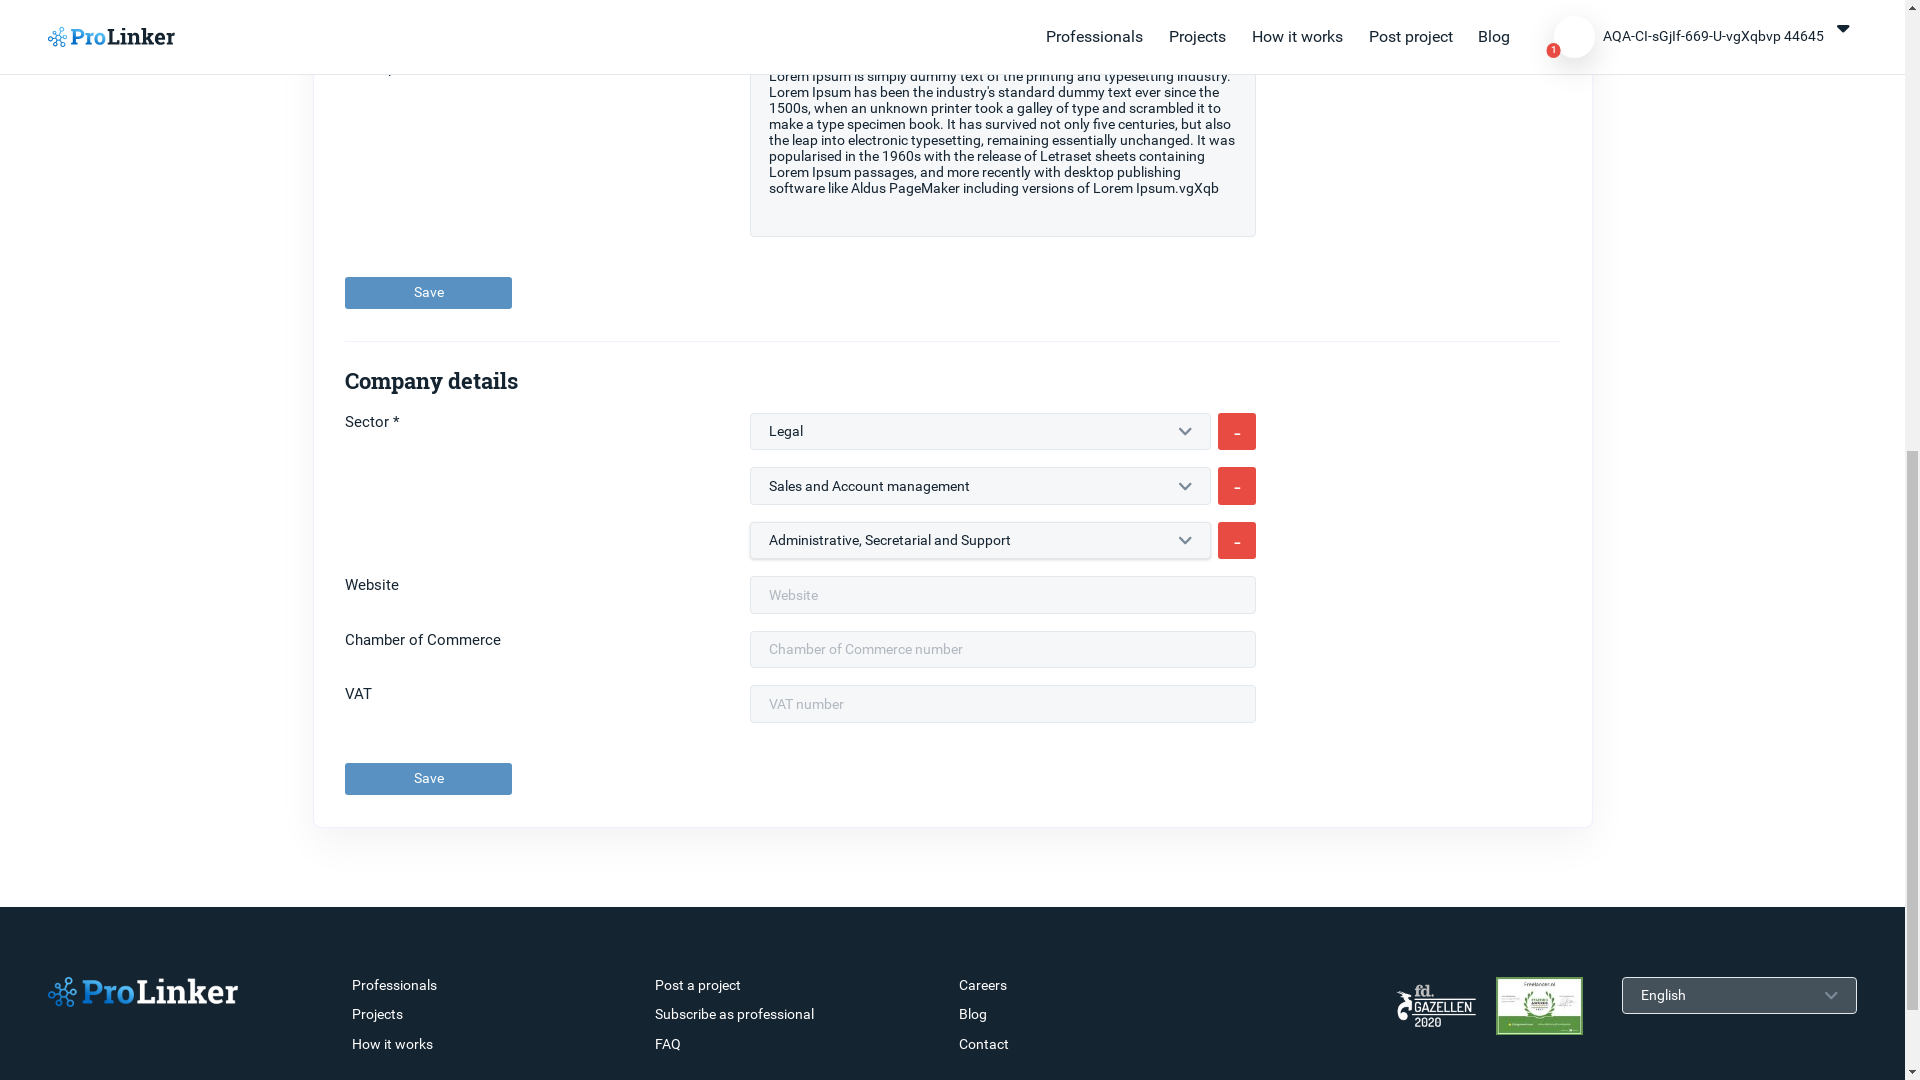 ProLinker
Professionals
Projects
How it works
Post project
Blog
1
AQA-CI-sGjIf-669-U-vgXqbvp 44645
Lorem Ipsum is simply dummy text of the printing and typesetting industry.
Lorem Ipsum has been the industry's standard dummy text ever since the
1500s, when an unknown printer took a galley of type and scrambled it to
make a type specimen book. It has survived not only five centuries, but also
the leap into electronic typesetting, remaining essentially unchanged. It was
popularised in the 1960s with the release of Letraset sheets containing
Lorem Ipsum passages, and more recently with desktop publishing
software like Aldus PageMaker including versions of Lorem Ipsum.vgXqb
Save
Company details
Sector *
Legal
-
Sales and Account management
-
Administrative, Secretarial and Support
-
Website
Website
Chamber of Commerce
Chamber of Commerce number
VAT
VAT number
Save
ProLinker
Professionals
Projects
How it works
Post a project
Subscribe as professional
FAQ
Careers
Blog
Contact
fd.
GAZELLEN
2020
Freelancer.nl
English